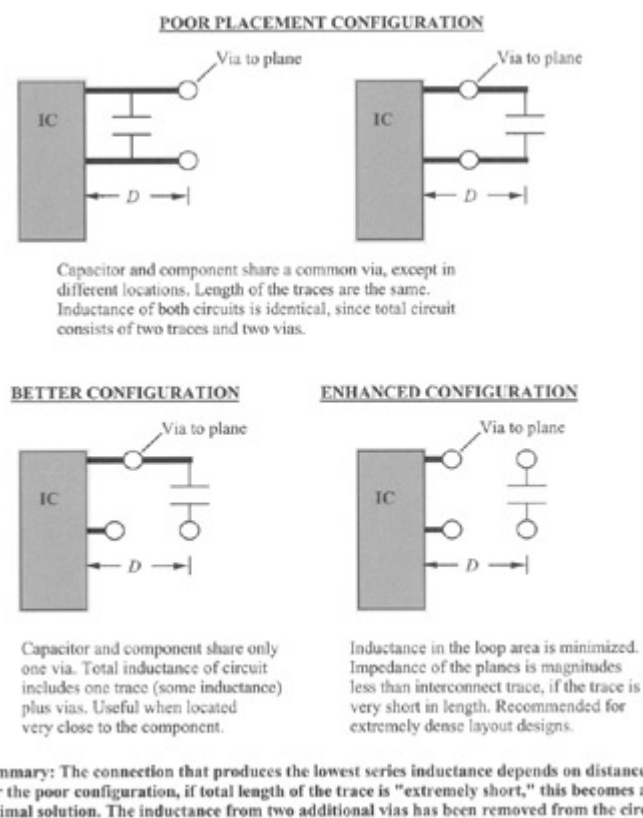 POOR PLACEMENT CONFIGURATION
Via to plane
IC
D
Via to plane
IC
D
Capacitor and component share a common via, except in
different locations. Length of the traces are the same.
Inductance of both circuits is identical, since total circuit
consists of two traces and two vias.
BETTER CONFIGURATION
Via to plane
IC
D
Capacitor and component share only
one via. Total inductance of circuit
includes one trace (some inductance)
plus vias. Useful when located
very close to the component.
ENHANCED CONFIGURATION
Via to plane
IC
D
Inductance in the loop area is minimized.
Impedance of the planes is magnitudes
less than interconnect trace, if the trace is
very short in length. Recommended for
extremely dense layout designs.
mmary: The connection that produces the lowest series inductance depends on distance
r the poor configuration, if total length of the trace is "extremely short," this becomes a
imal solution. The inductance from two additional vias has been removed from the circ